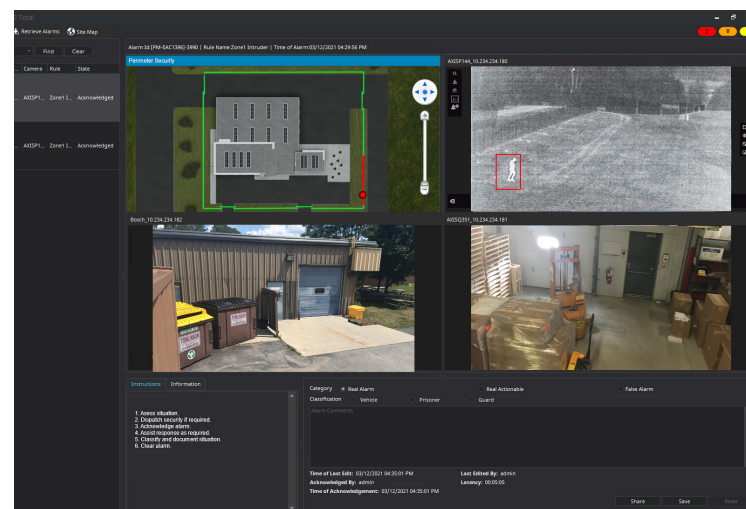 Total
Retrieve Alarms Site Map
Find Clear
Alarm Id:[PM-EAC1396]-3990 | Rule Name:Zone1 Intruder | Time of Alarm:03/12/2021 04:29:56 PM
Perimeter Security
AXISP144_10.234.234.180
... Camera Rule State
... AXISP1... Zone1 I... Acknowledged
... AXISP1... Zone1 I... Acknowledged
Bosch_10.234.234.182
AXISQ351_10.234.234.181
Instructions Information
1. Asess situation.
2. Dispatch security if required.
3. Acknowledge alarm.
4. Assist response as required.
5. Classify and document situation.
6. Clear alarm.
Category Real Alarm Real Actionable False Alarm
Classification Vehicle Prisoner Guard
Alarm Comments
Time of Last Edit: 03/12/2021 04:35:01 PM Last Edited By: admin
Acknowledged By: admin Latency: 00:05:05
Time of Acknowledgement: 03/12/2021 04:35:01 PM
Share Save Reset